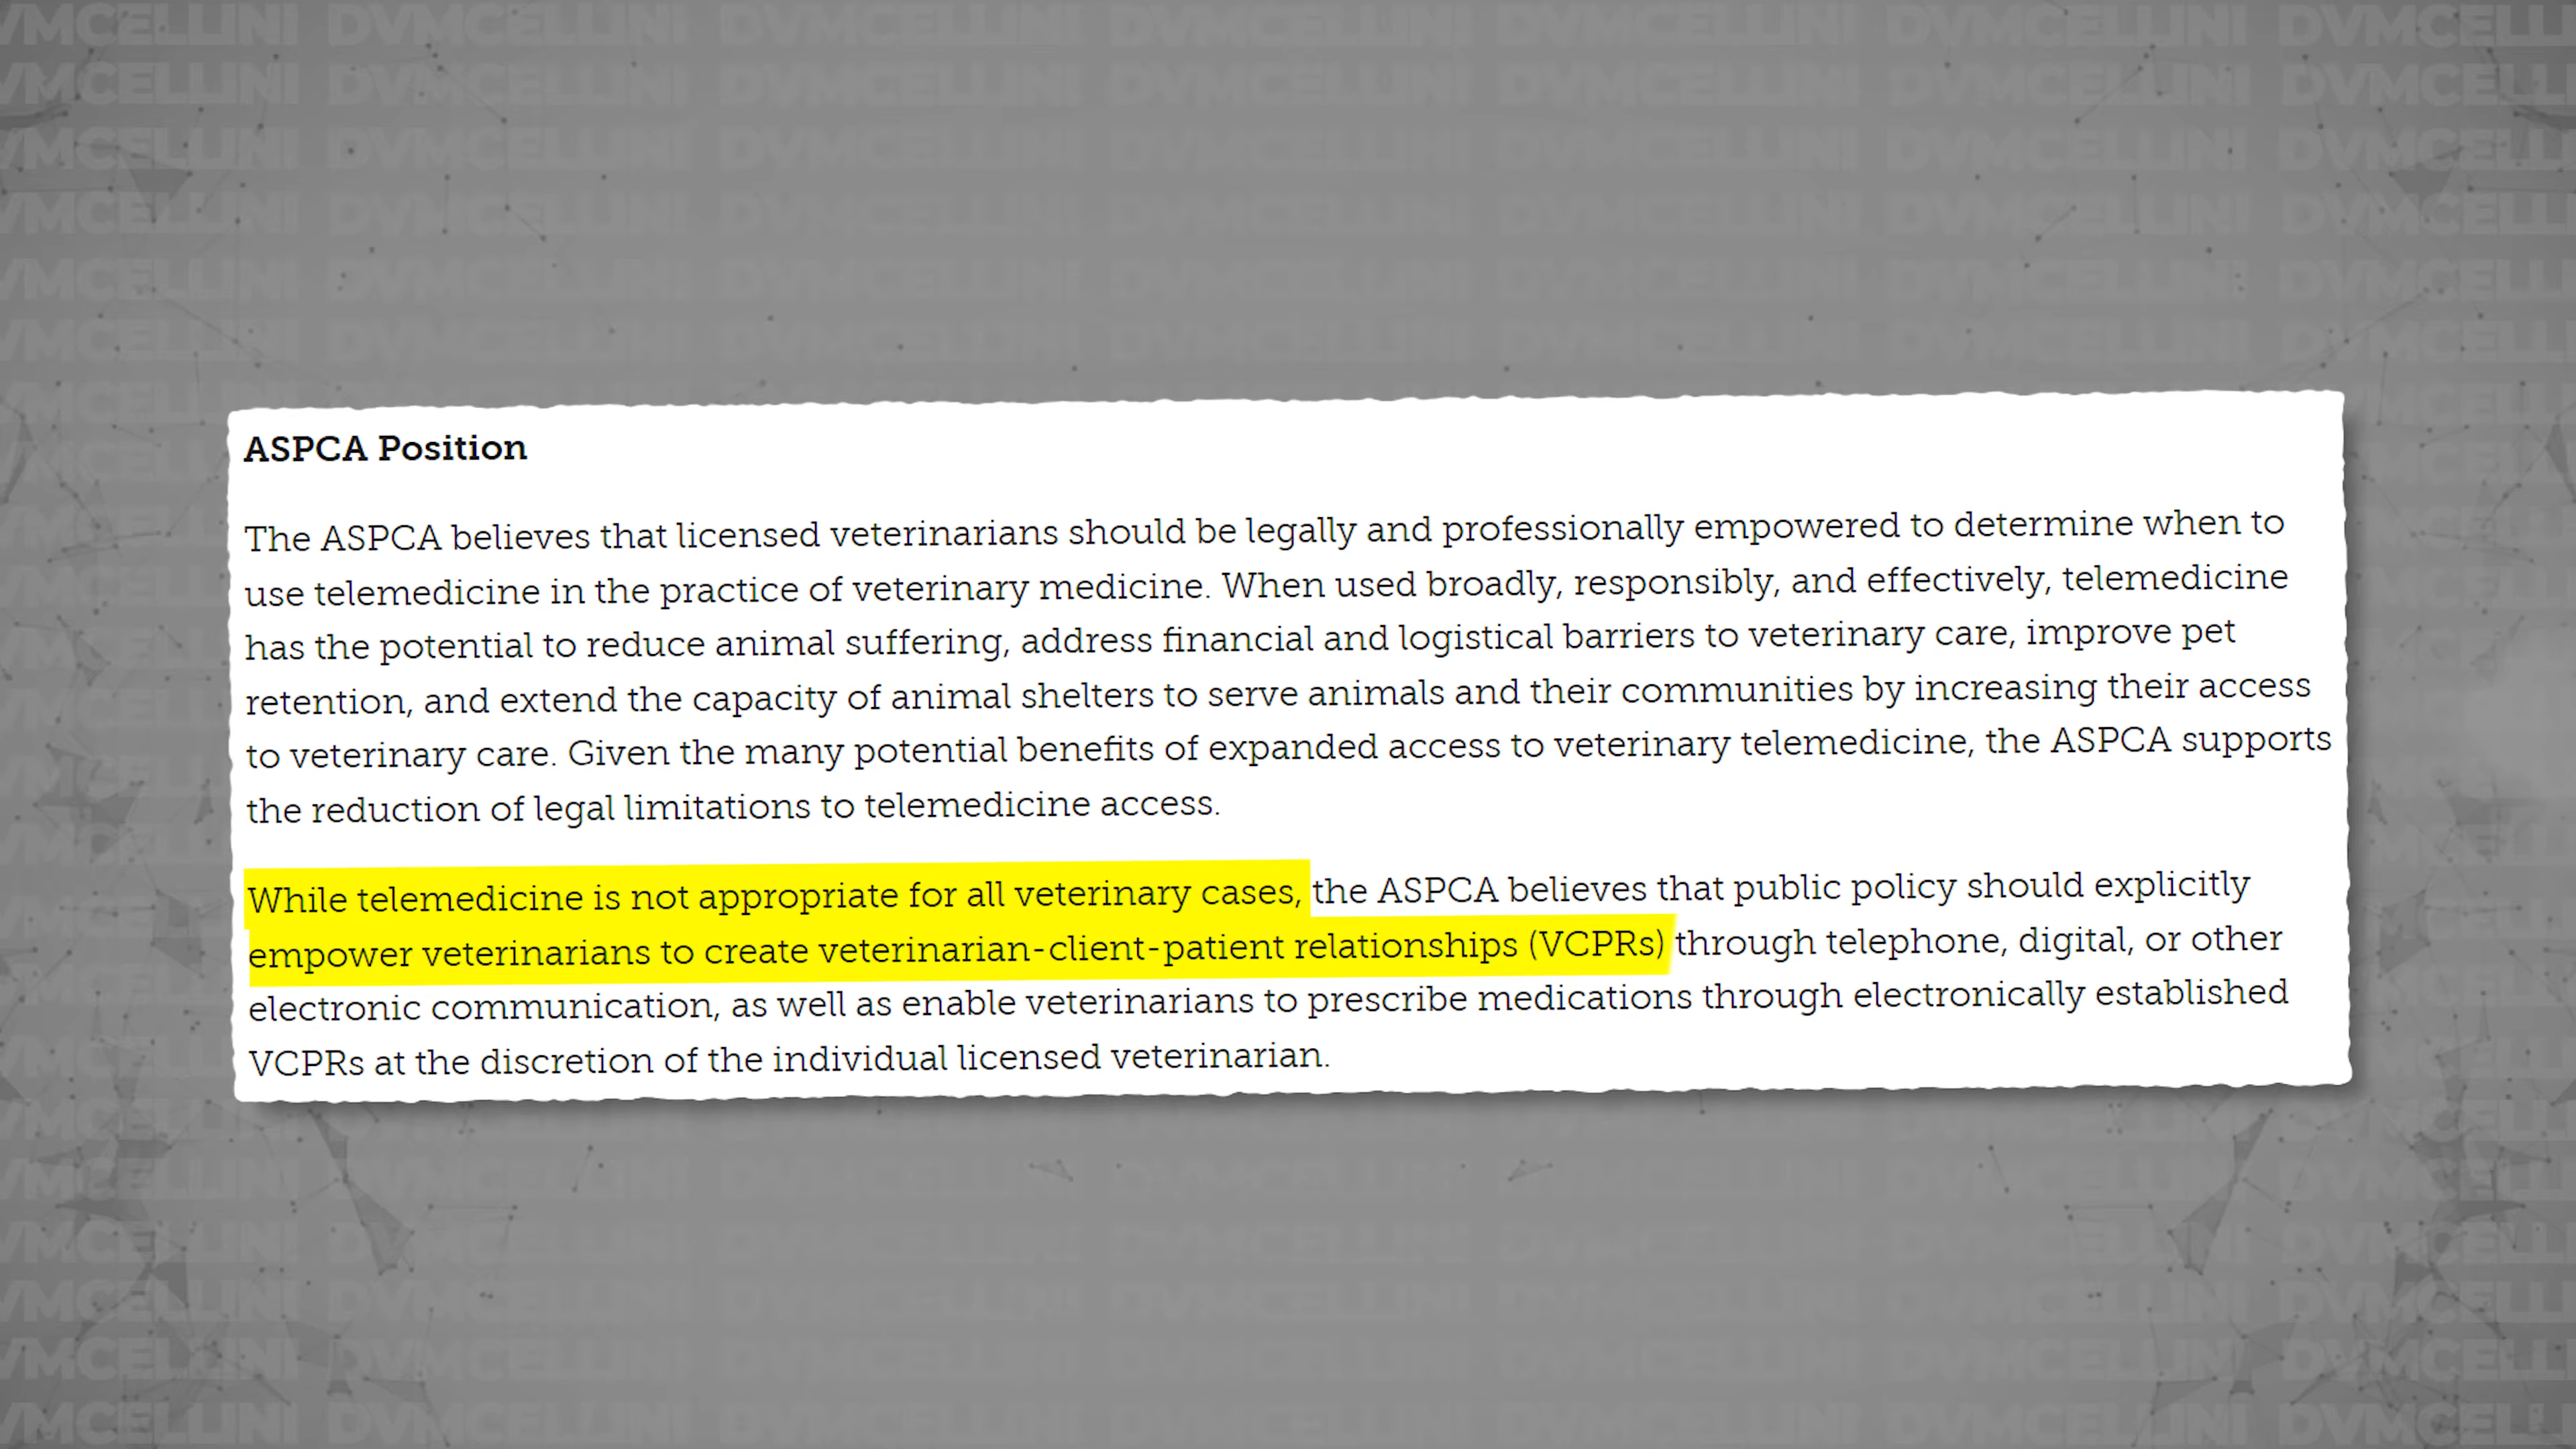 ASPCA Position
The ASPCA believes that licensed veterinarians should be legally and professionally empowered to determine when to
use telemedicine in the practice of veterinary medicine. When used broadly, responsibly, and effectively, telemedicine
has the potential to reduce animal suffering, address financial and logistical barriers to veterinary care, improve pet
retention, and extend the capacity of animal shelters to serve animals and their communities by increasing their access
to veterinary care. Given the many potential benefits of expanded access to veterinary telemedicine, the ASPCA supports
the reduction of legal limitations to telemedicine access.
While telemedicine is not appropriate for all veterinary cases, the ASPCA believes that public policy should explicitly
empower veterinarians to create veterinarian-client-patient relationships (VCPRs) through telephone, digital, or other
electronic communication, as well as enable veterinarians to prescribe medications through electronically established
VCPRs at the discretion of the individual licensed veterinarian.
DVMCELLINI